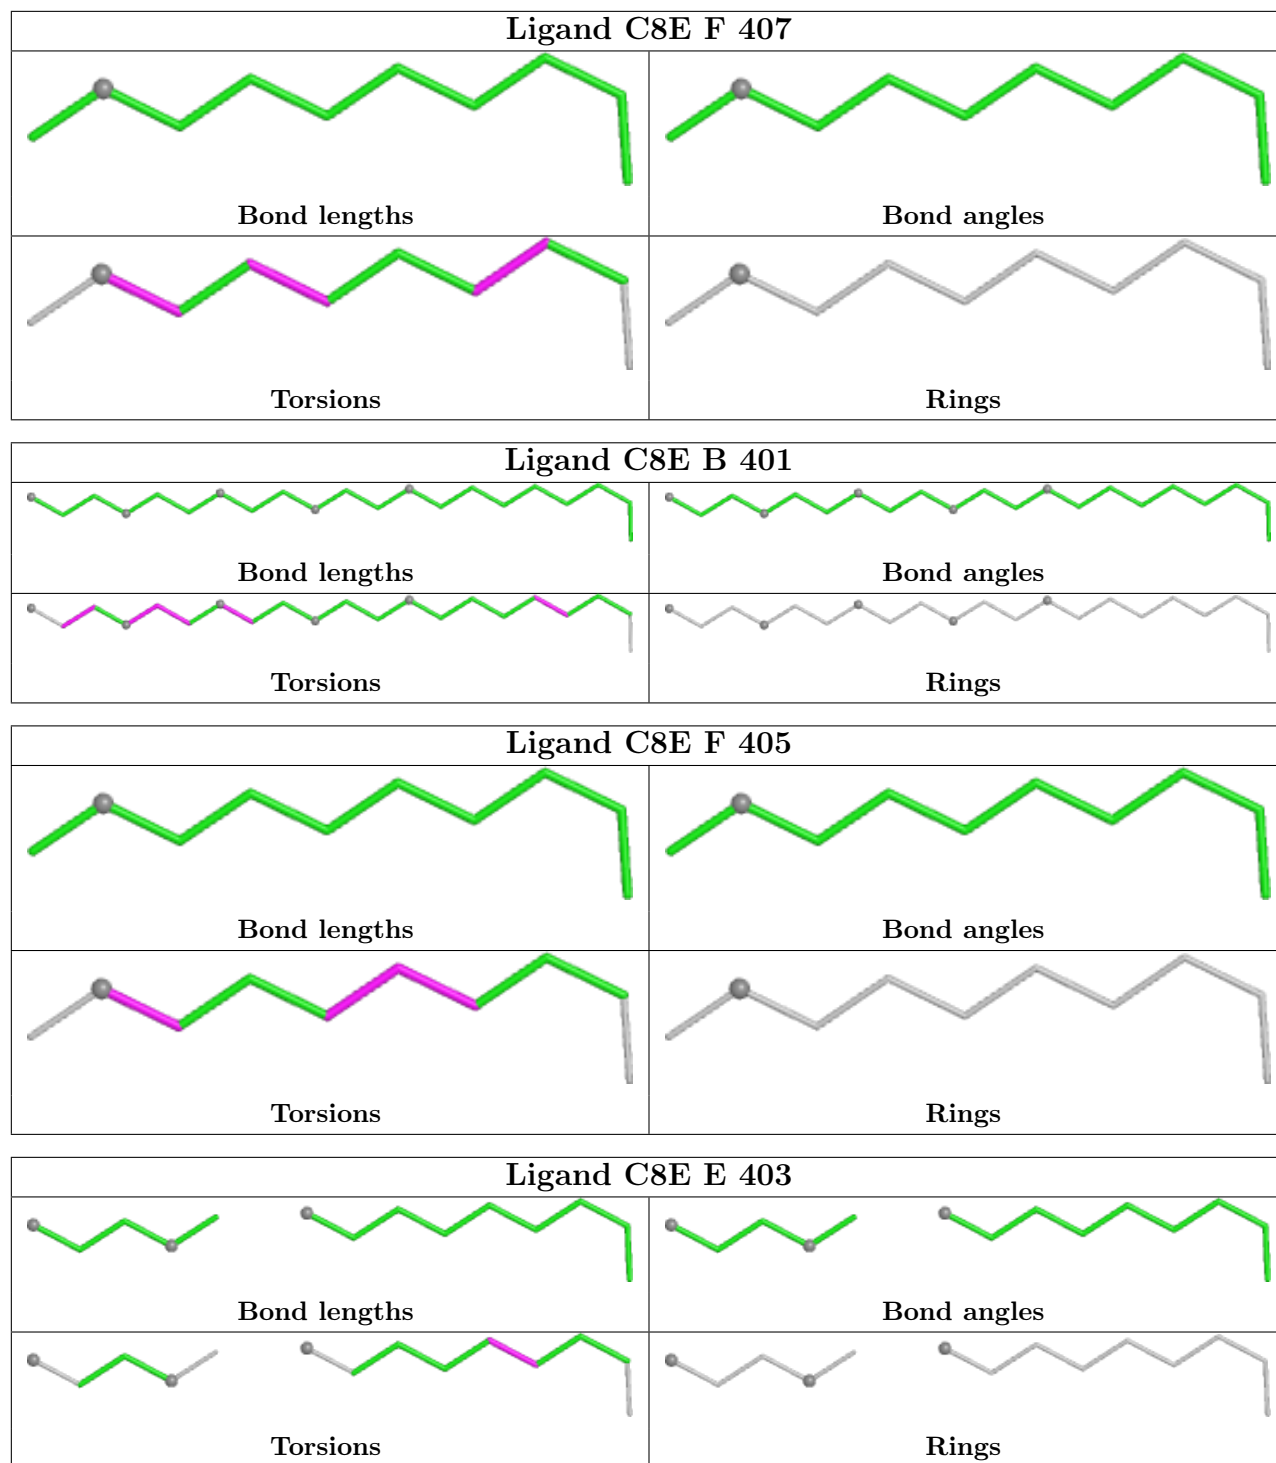 Ligand C8E F 407
Bond lengths
Bond angles
Torsions
Rings
Ligand C8E B 401
Bond lengths
Bond angles
Torsions
Rings
Ligand C8E F 405
Bond lengths
Bond angles
Torsions
Rings
Ligand C8E E 403
Bond lengths
Bond angles
Torsions
Rings